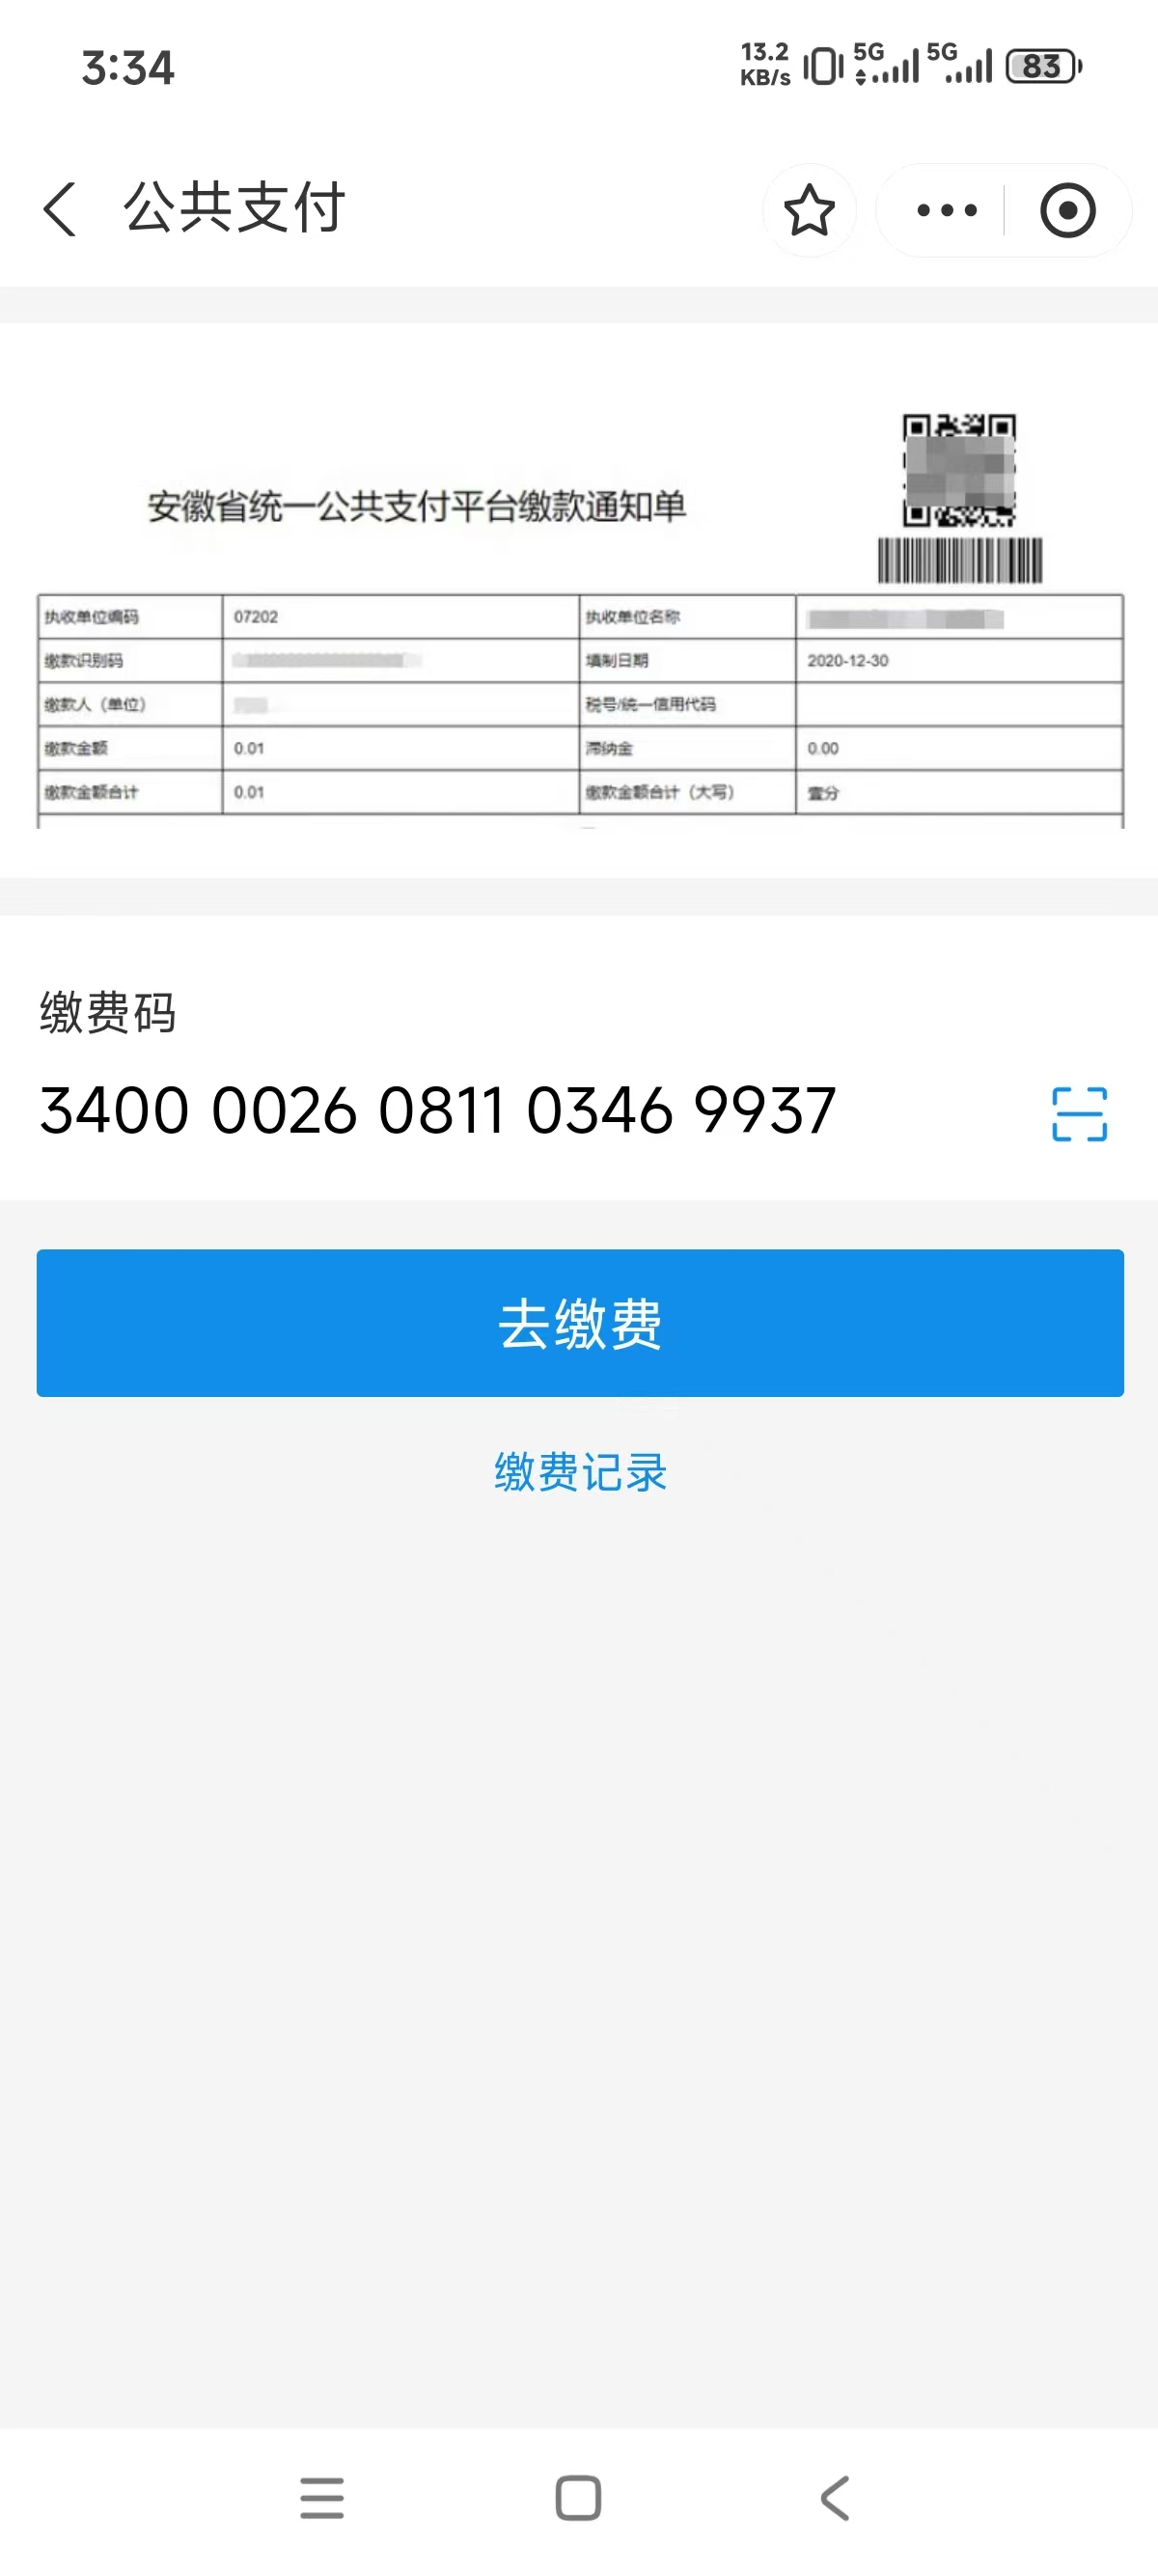 3:34
13.2 KB/s 5G 5G 83
公共支付
安徽省统一公共支付平台缴款通知单
执收单位编码 07202 执收单位名称
缴款识别码 填制日期 2020-12-30
缴款人（单位） 税号/统一信用代码
缴款金额 0.01 滞纳金 0.00
缴款金额合计 0.01 缴款金额合计（大写） 壹分
缴费码
3400 0026 0811 0346 9937
去缴费
缴费记录